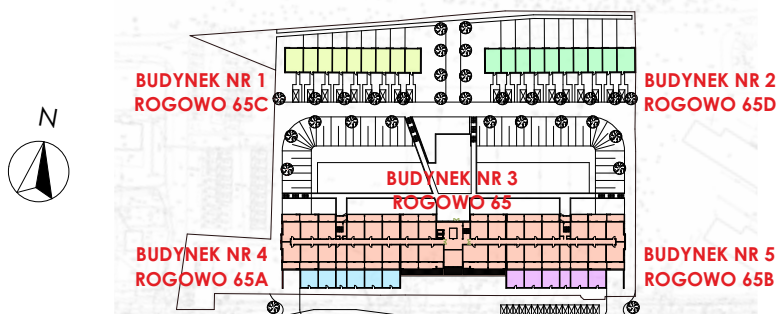 BUDYNEK NR 1
ROGOWO 65C
BUDYNEK NR 2
ROGOWO 65D
N
BUDYNEK NR 3
ROGOWO 65
BUDYNEK NR 4
ROGOWO 65A
BUDYNEK NR 5
ROGOWO 65B